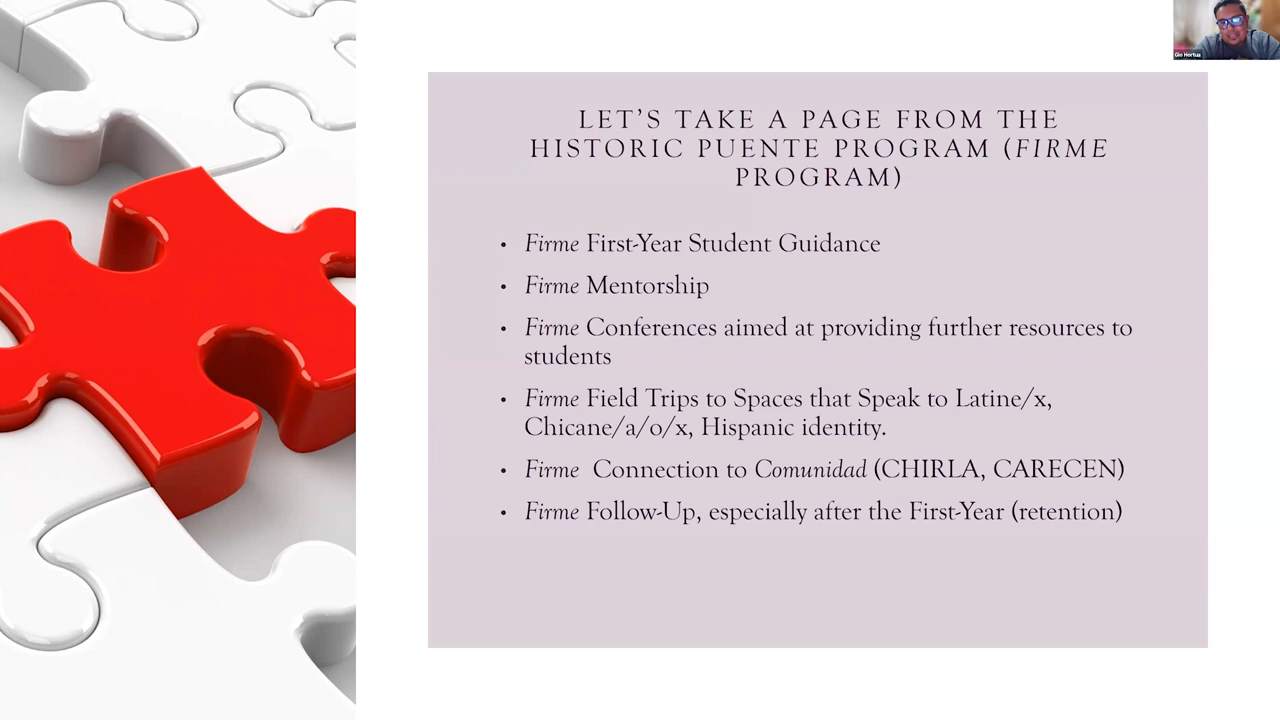 LET'S TAKE A PAGE FROM THE
HISTORIC PUENTE PROGRAM (FIRME
PROGRAM)
• Firme First-Year Student Guidance
• Firme Mentorship
• Firme Conferences aimed at providing further resources to
students
• Firme Field Trips to Spaces that Speak to Latine/x,
Chicane/a/o/x, Hispanic identity.
• Firme Connection to Comunidad (CHIRLA, CARECEN)
• Firme Follow-Up, especially after the First-Year (retention)
Gio Hortua